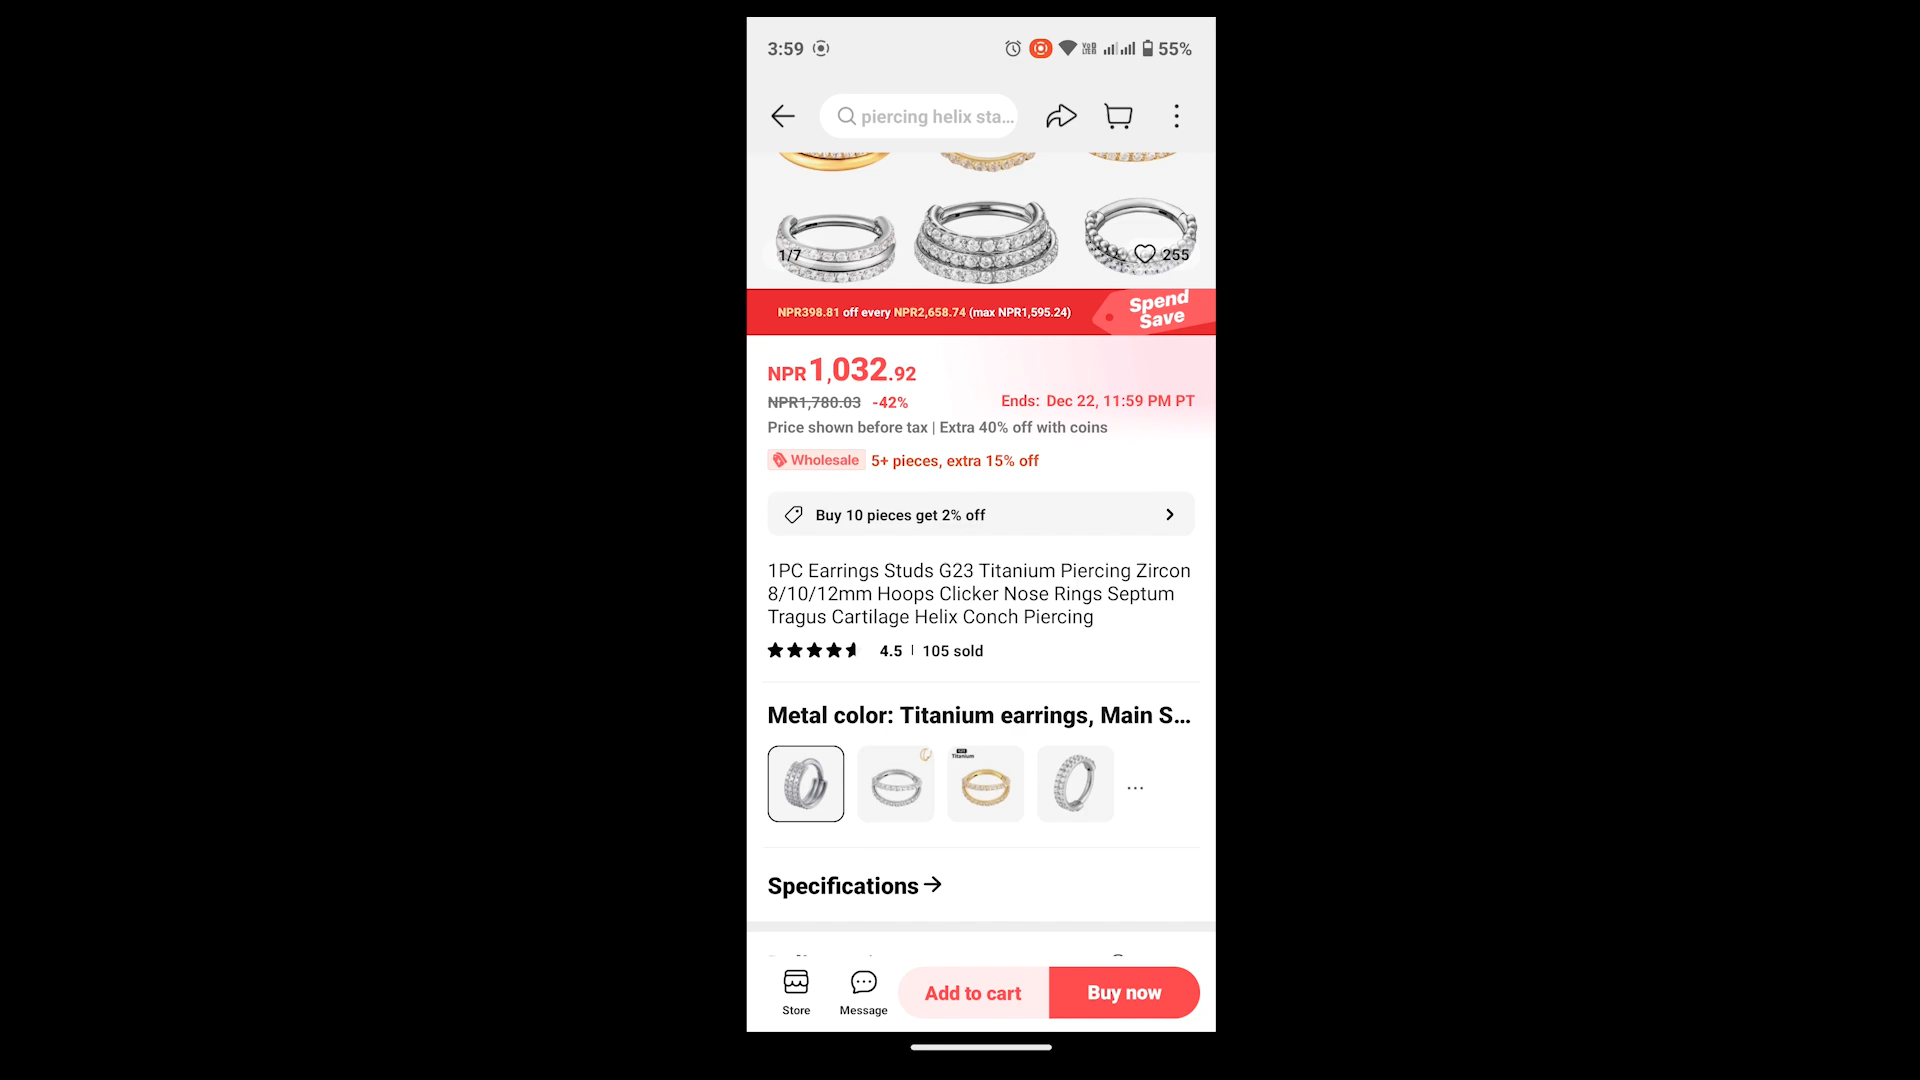 3:59
55%
piercing helix sta...
1/7
255
NPR398.81 off every NPR2,658.74 (max NPR1,595.24)
Spend
Save
NPR1,032.92
NPR1,780.03 -42%
Ends: Dec 22, 11:59 PM PT
Price shown before tax | Extra 40% off with coins
Wholesale 5+ pieces, extra 15% off
Buy 10 pieces get 2% off
1PC Earrings Studs G23 Titanium Piercing Zircon
8/10/12mm Hoops Clicker Nose Rings Septum
Tragus Cartilage Helix Conch Piercing
4.5 | 105 sold
Metal color: Titanium earrings, Main S...
Titanium
...
Specifications
Store
Message
Add to cart
Buy now